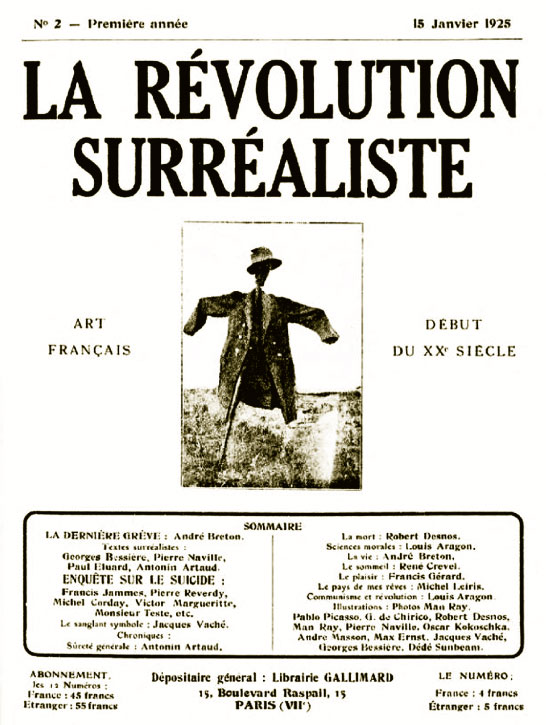 No 2 — Première année 15 Janvier 1925
LA RÉVOLUTION
SURRÉALISTE
ART
FRANÇAIS
DÉBUT
DU XXe SIÈCLE
SOMMAIRE
LA DERNIÈRE GRÈVE : André Breton.
Textes surréalistes :
Georges Bessière, Pierre Naville,
Paul Eluard, Antonin Artaud.
ENQUÊTE SUR LE SUICIDE :
Francis Jammes, Pierre Reverdy,
Michel Corday, Victor Margueritte,
Monsieur Teste, etc.
Le sanglant symbole : Jacques Vaché.
Chroniques :
Sûreté générale : Antonin Artaud.
La mort : Robert Desnos.
Sciences morales : Louis Aragon.
La vie : André Breton.
Le sommeil : René Crevel.
Le plaisir : Francis Gérard.
Le pays de mes rêves : Michel Leiris.
Communisme et révolution : Louis Aragon
Illustrations : Photos Man Ray.
Pablo Picasso, G. de Chirico, Robert Desnos,
Man Ray, Pierre Naville, Oscar Kokoschka,
Andre Masson, Max Ernst, Jacques Vaché,
Georges Bessière, Dédé Sunbeam.
ABONNEMENT,
les 12 Numéros :
France : 45 francs
Étranger : 55 francs
Dépositaire général : Librairie GALLIMARD
15, Boulevard Raspail, 15
PARIS (VIIe)
LE NUMÉRO :
France : 4 francs
Étranger : 5 francs